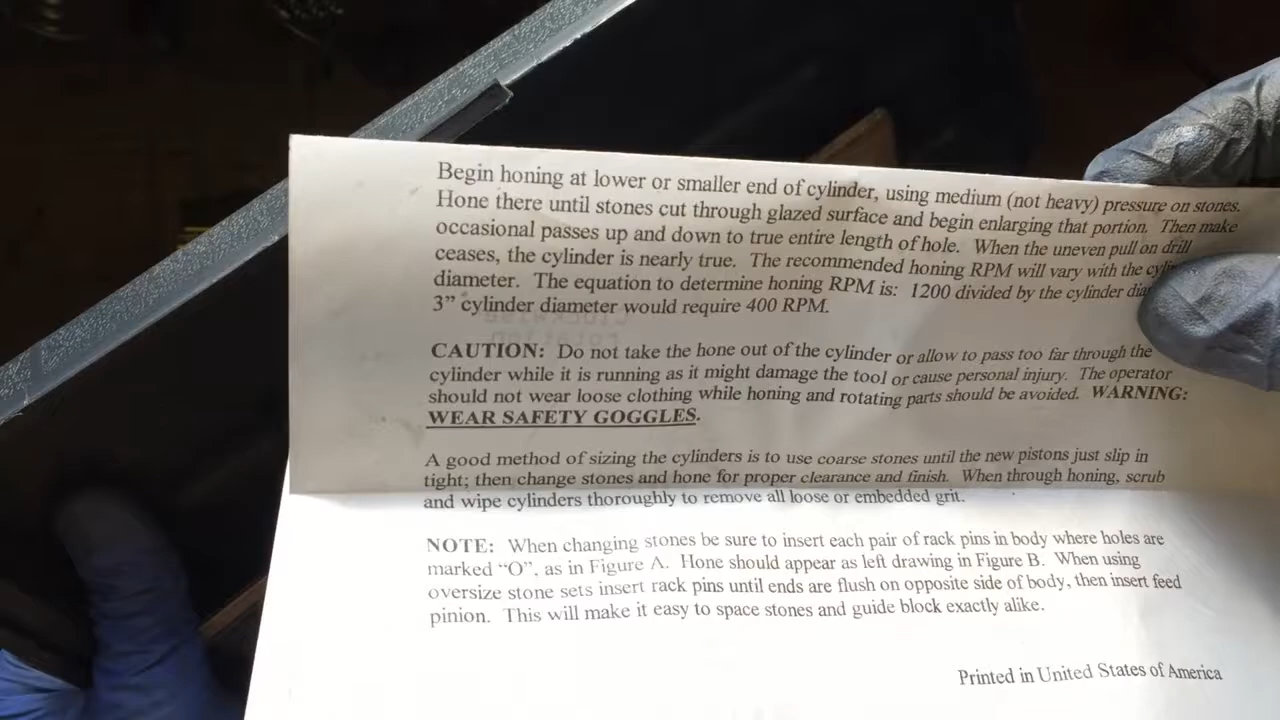 Begin honing at lower or smaller end of cylinder, using medium (not heavy) pressure on stones.
Hone there until stones cut through glazed surface and begin enlarging that portion. Then make
occasional passes up and down to true entire length of hole. When the uneven pull on drill
ceases, the cylinder is nearly true. The recommended honing RPM will vary with the
diameter. The equation to determine honing RPM is: 1200 divided by the cylinder
3” cylinder diameter would require 400 RPM.
CAUTION: Do not take the hone out of the cylinder or allow to pass too far through the
cylinder while it is running as it might damage the tool or cause personal injury. The operator
should not wear loose clothing while honing and rotating parts should be avoided. WARNING:
WEAR SAFETY GOGGLES.
A good method of sizing the cylinders is to use coarse stones until the new pistons just slip in
tight; then change stones and hone for proper clearance and finish. When through honing, scrub
and wipe cylinders thoroughly to remove all loose or embedded grit.
NOTE: When changing stones be sure to insert each pair of rack pins in body where holes are
marked “O”, as in Figure A. Hone should appear as left drawing in Figure B. When using
oversize stone sets insert rack pins until ends are flush on opposite side of body, then insert feed
pinion. This will make it easy to space stones and guide block exactly alike.
Printed in United States of America